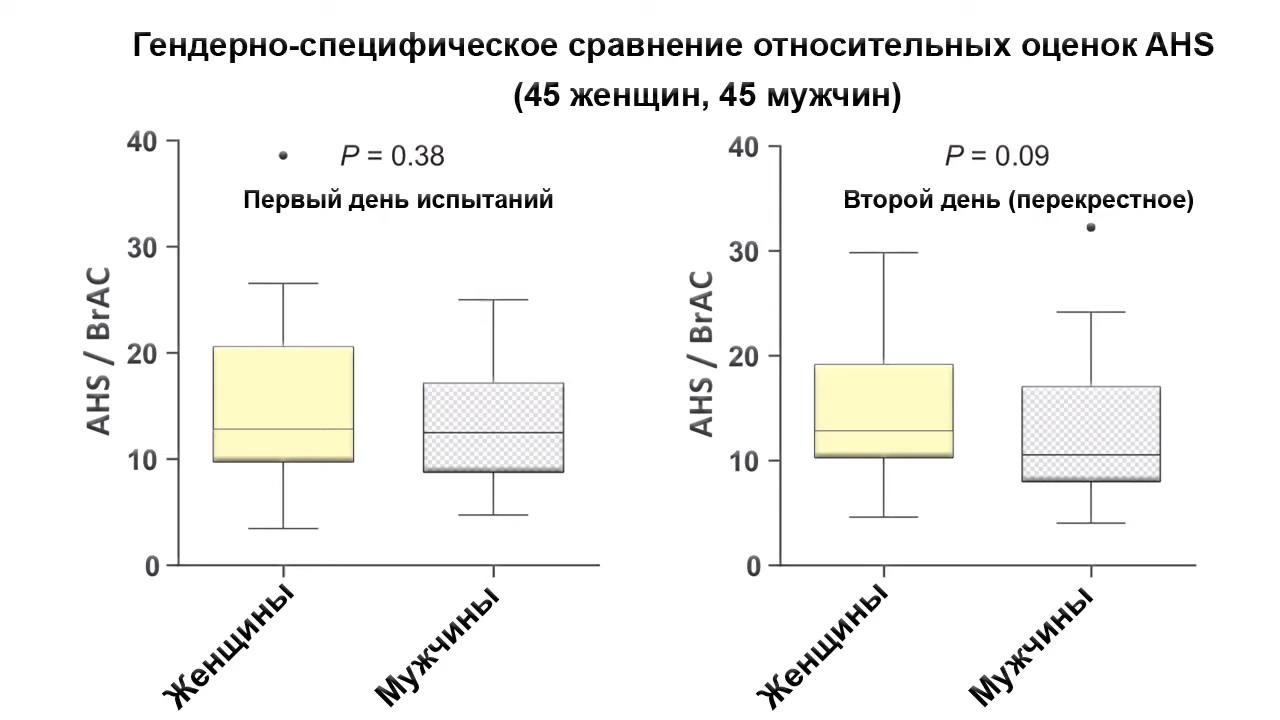 Гендерно-специфическое сравнение относительных оценок AHS
(45 женщин, 45 мужчин)
40
P = 0.38
Первый день испытаний
30
20
10
0
AHS / BrAC
Женщины
Мужчины
40
P = 0.09
Второй день (перекрестное)
30
20
10
0
AHS / BrAC
Женщины
Мужчины